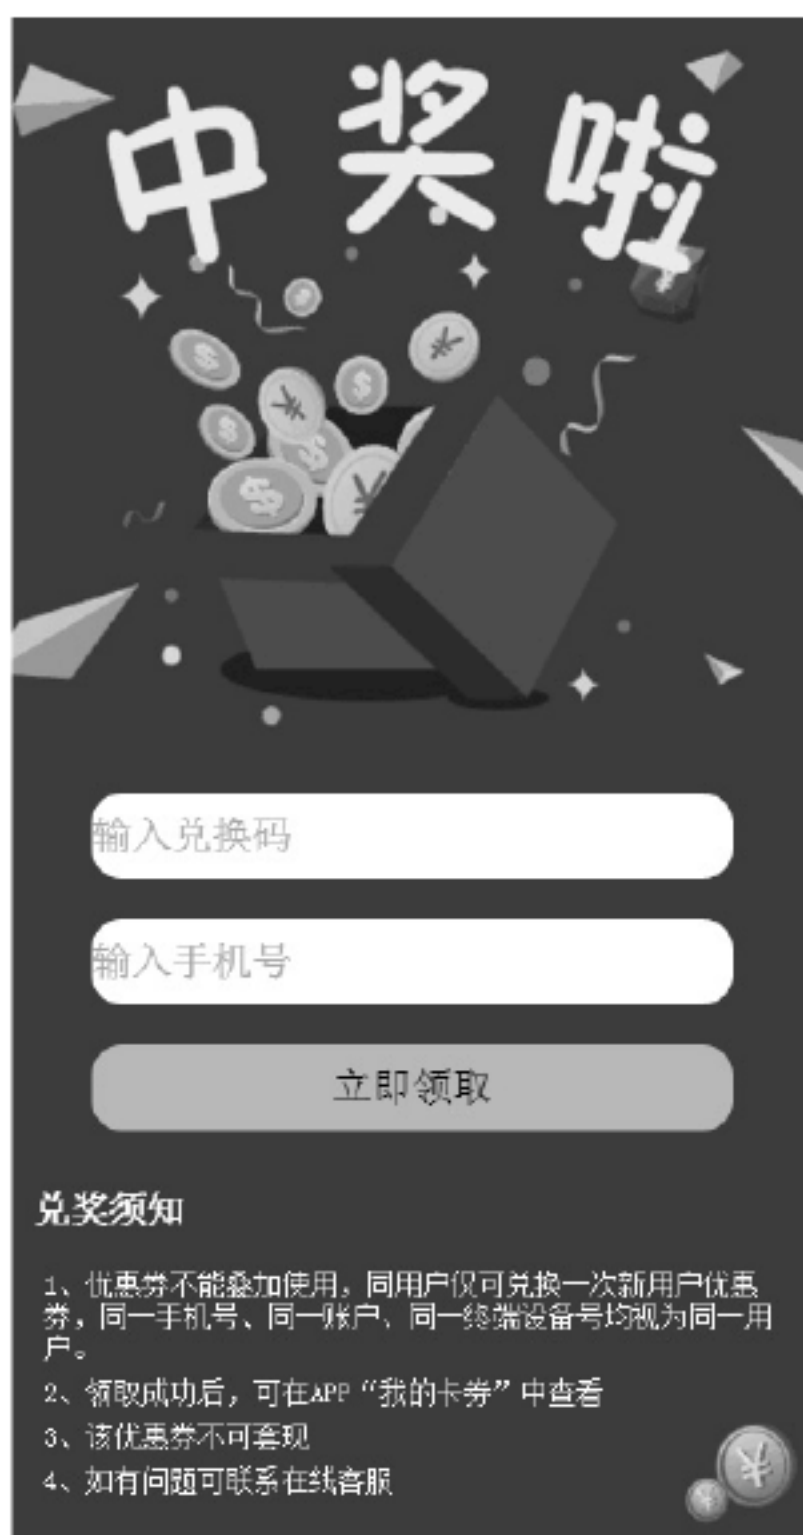 中奖啦
输入兑换码
输入手机号
立即领取
兑奖须知
1、优惠券不能叠加使用，同用户仅可兑换一次新用户优惠
券，同一手机号、同一账户、同一终端设备号均视为同一用
户。
2、领取成功后，可在APP“我的卡券”中查看
3、该优惠券不可套现
4、如有问题可联系在线客服